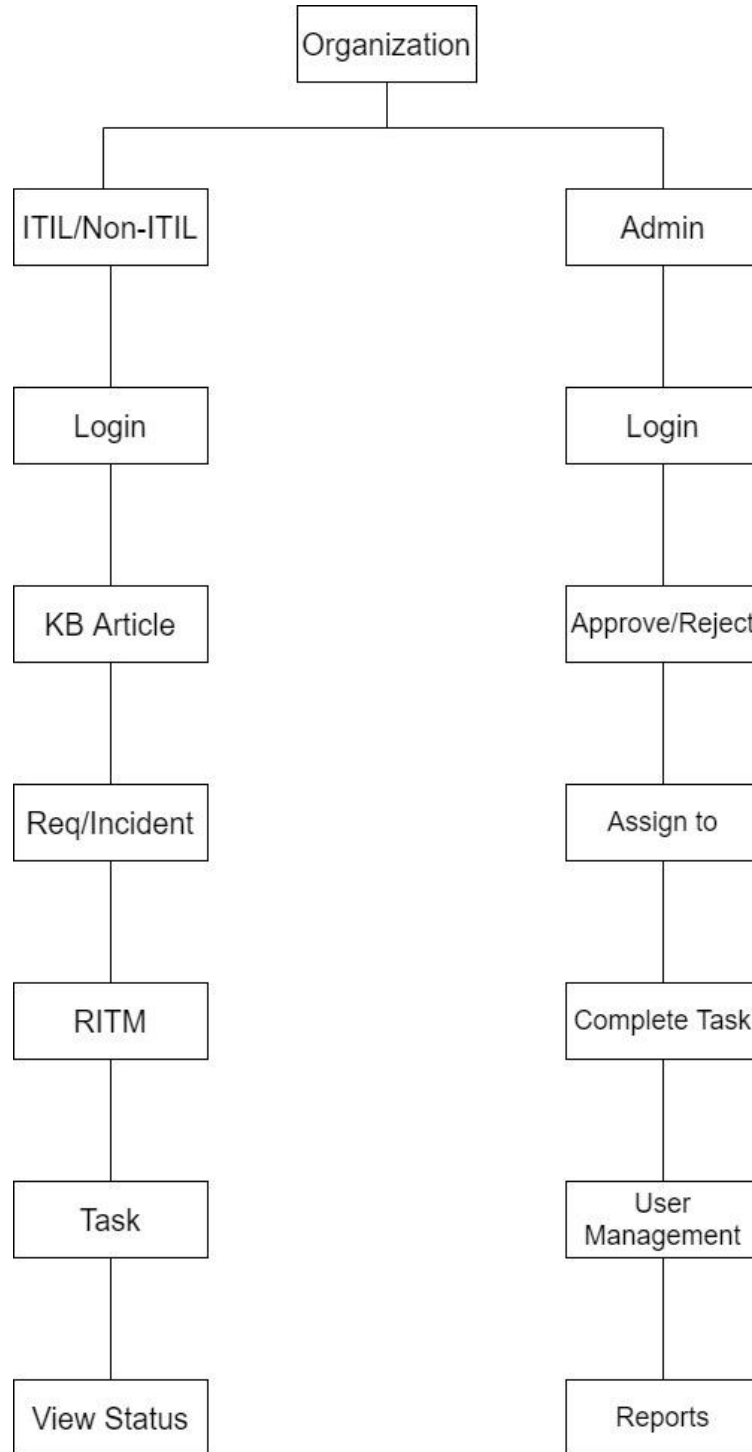 Organization
ITIL/Non-ITIL
Admin
Login
Login
KB Article
Approve/Reject
Req/Incident
Assign to
RITM
Complete Task
Task
User
Management
View Status
Reports